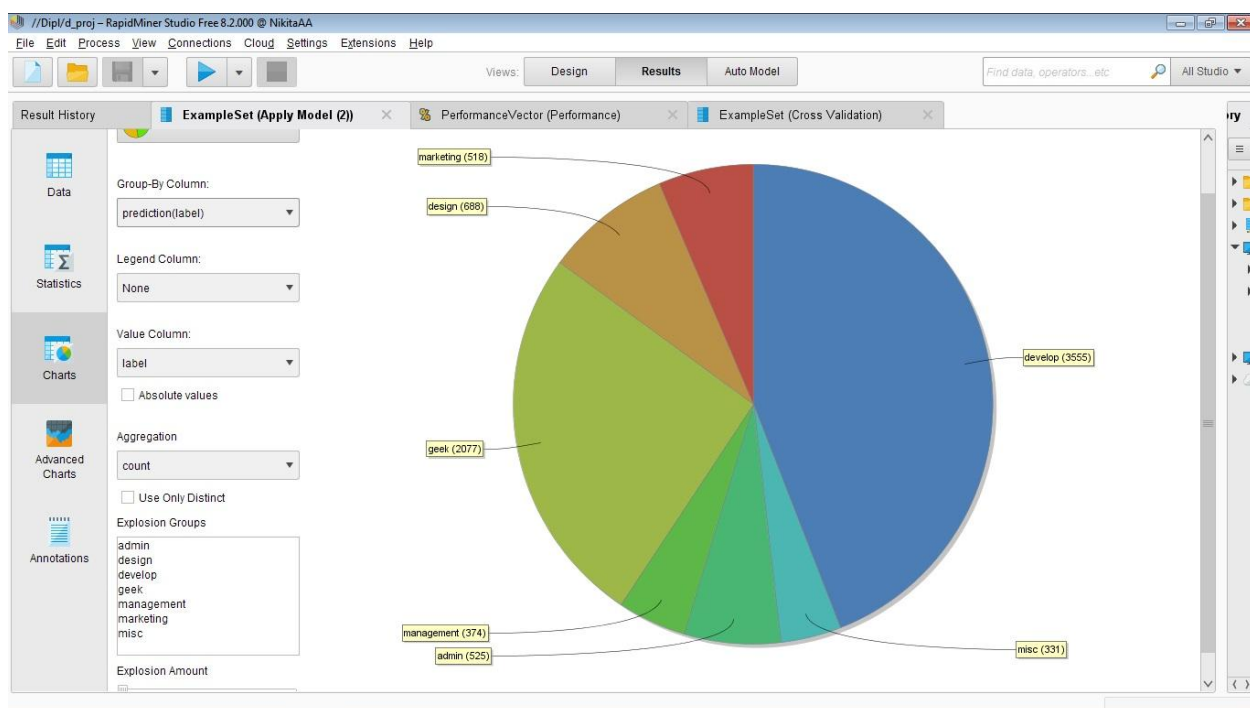 //Dipl/d_proj – RapidMiner Studio Free 8.2.000 @ NikitaAA
File Edit Process View Connections Cloud Settings Extensions Help
Views: Design Results Auto Model
Find data, operators...etc
All Studio
Result History
ExampleSet (Apply Model (2))
PerformanceVector (Performance)
ExampleSet (Cross Validation)
Data
Statistics
Charts
Advanced
Charts
Annotations
Group-By Column:
prediction(label)
Legend Column:
None
Value Column:
label
Absolute values
Aggregation
count
Use Only Distinct
Explosion Groups
admin
design
develop
geek
management
marketing
misc
Explosion Amount
marketing (518)
design (688)
develop (3555)
geek (2077)
management (374)
admin (525)
misc (331)